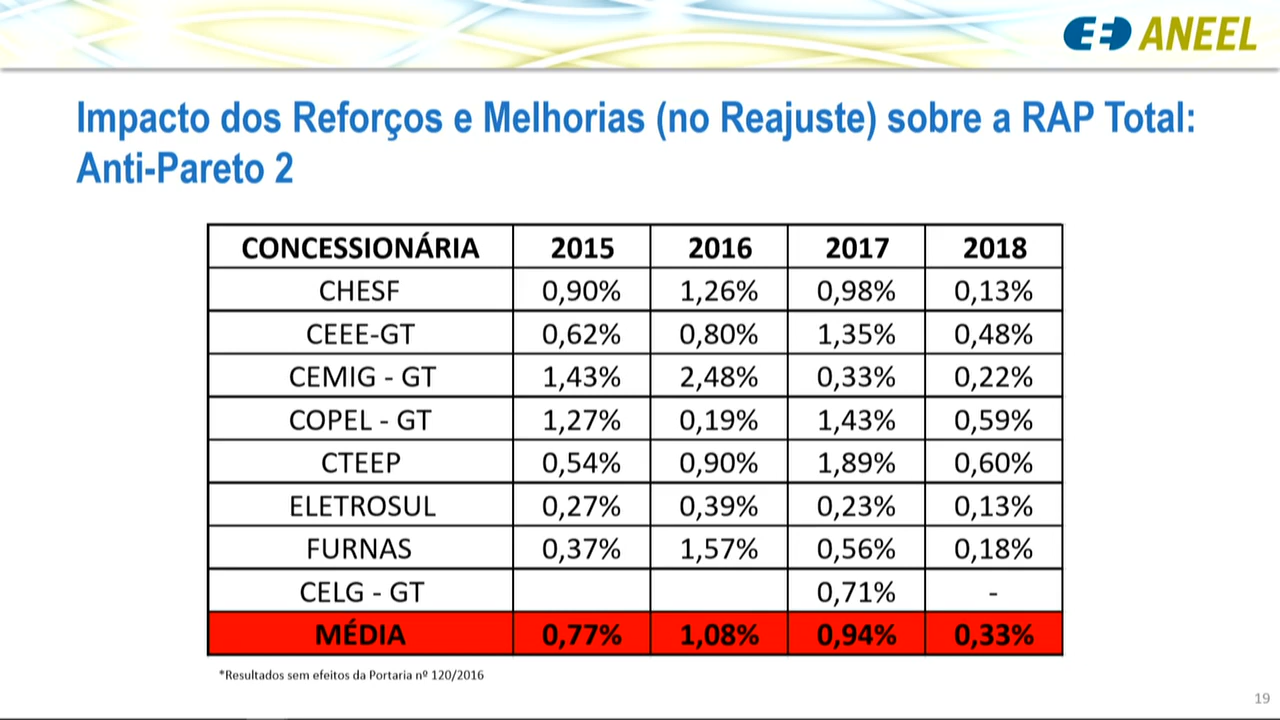 ANEEL
Impacto dos Reforços e Melhorias (no Reajuste) sobre a RAP Total:
Anti-Pareto 2
CONCESSIONÁRIA 2015 2016 2017 2018
CHESF 0,90% 1,26% 0,98% 0,13%
CEEE-GT 0,62% 0,80% 1,35% 0,48%
CEMIG - GT 1,43% 2,48% 0,33% 0,22%
COPEL - GT 1,27% 0,19% 1,43% 0,59%
CTEEP 0,54% 0,90% 1,89% 0,60%
ELETROSUL 0,27% 0,39% 0,23% 0,13%
FURNAS 0,37% 1,57% 0,56% 0,18%
CELG - GT 0,71% -
MÉDIA 0,77% 1,08% 0,94% 0,33%
*Resultados sem efeitos da Portaria nº 120/2016
19